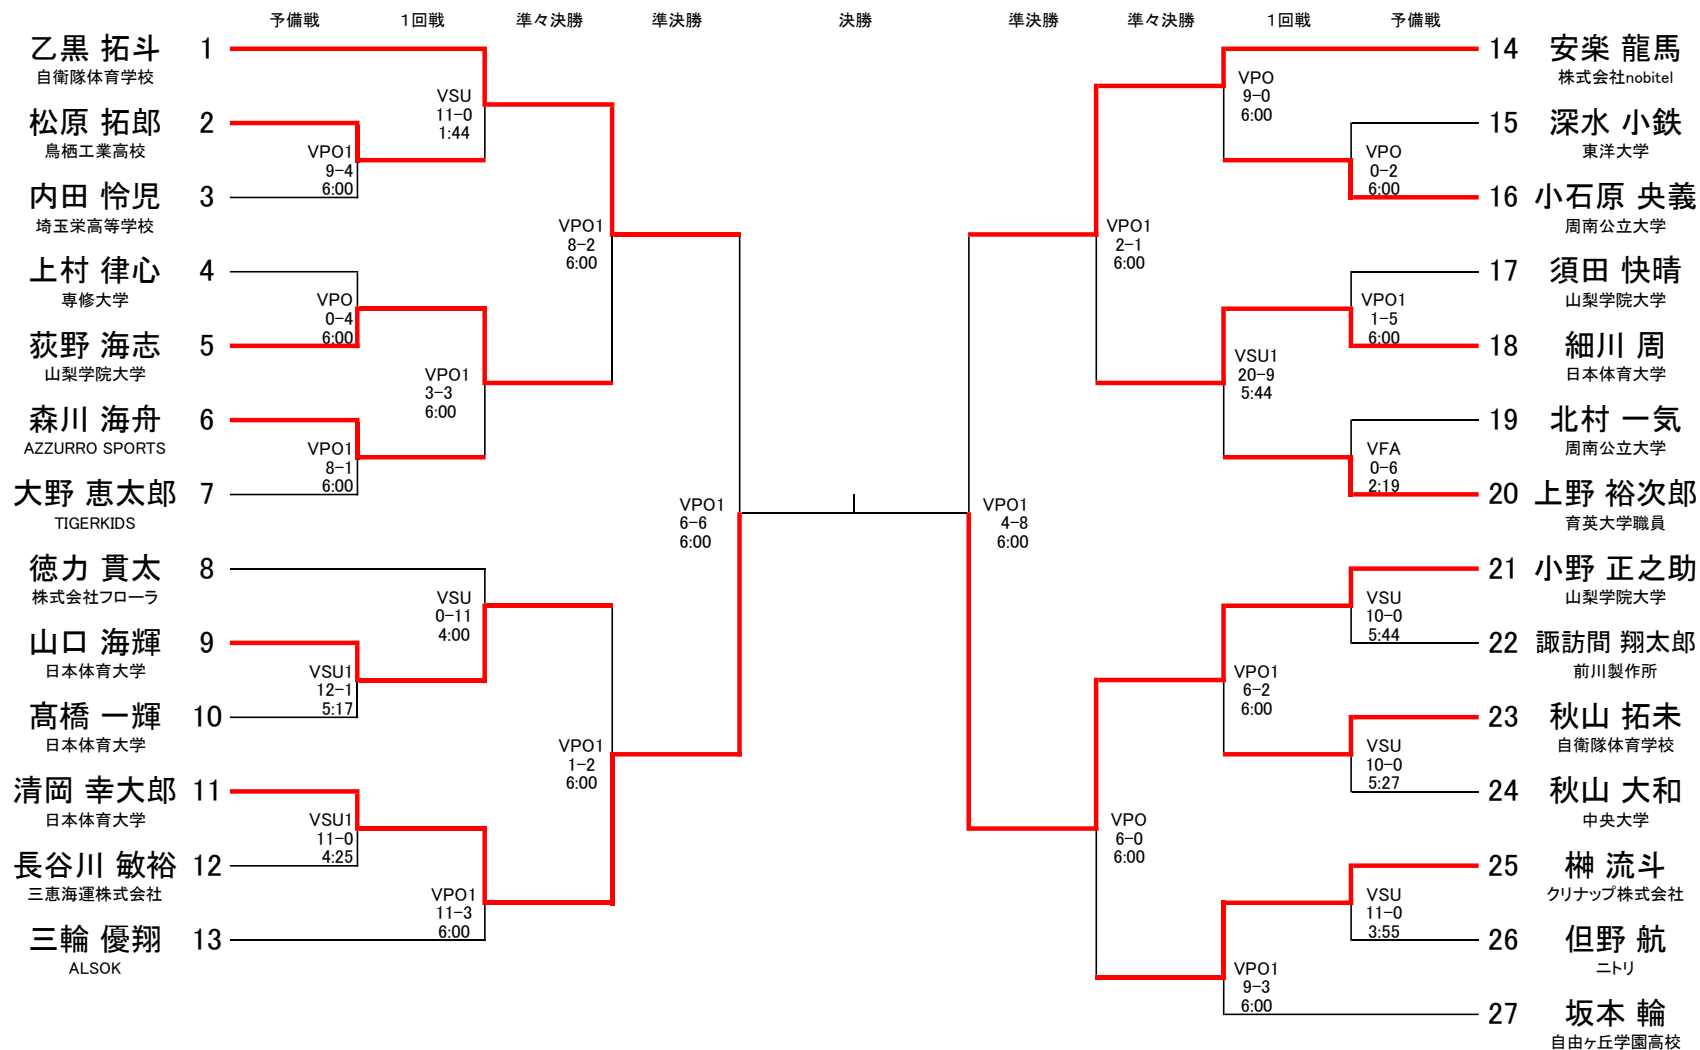 予備戦 1回戦 準々決勝 準決勝 決勝 準決勝 準々決勝 1回戦 予備戦
乙黒 拓斗 1
自衛隊体育学校
松原 拓郎 2
鳥栖工業高校
内田 怜児 3
埼玉栄高等学校
上村 律心 4
専修大学
荻野 海志 5
山梨学院大学
森川 海舟 6
AZZURRO SPORTS
大野 恵太郎 7
TIGERKIDS
徳力 貫太 8
株式会社フローラ
山口 海輝 9
日本体育大学
髙橋 一輝 10
日本体育大学
清岡 幸大郎 11
日本体育大学
長谷川 敏裕 12
三恵海運株式会社
三輪 優翔 13
ALSOK
VPO1
9-4
6:00
VPO
0-4
6:00
VPO1
8-1
6:00
VSU1
12-1
5:17
VSU1
11-0
4:25
VSU
11-0
1:44
VPO1
3-3
6:00
VSU
0-11
4:00
VPO1
11-3
6:00
VPO1
8-2
6:00
VPO1
1-2
6:00
VPO1
6-6
6:00
VPO1
4-8
6:00
VPO1
2-1
6:00
VPO
6-0
6:00
VPO
9-0
6:00
VSU1
20-9
5:44
VPO1
6-2
6:00
VPO1
9-3
6:00
VPO
0-2
6:00
VPO1
1-5
6:00
VFA
0-6
2:19
VSU
10-0
5:44
VSU
10-0
5:27
VSU
11-0
3:55
14 安楽 龍馬
株式会社nobitel
15 深水 小鉄
東洋大学
16 小石原 央義
周南公立大学
17 須田 快晴
山梨学院大学
18 細川 周
日本体育大学
19 北村 一気
周南公立大学
20 上野 裕次郎
育英大学職員
21 小野 正之助
山梨学院大学
22 諏訪間 翔太郎
前川製作所
23 秋山 拓未
自衛隊体育学校
24 秋山 大和
中央大学
25 榊 流斗
クリナップ株式会社
26 但野 航
ニトリ
27 坂本 輪
自由ヶ丘学園高校